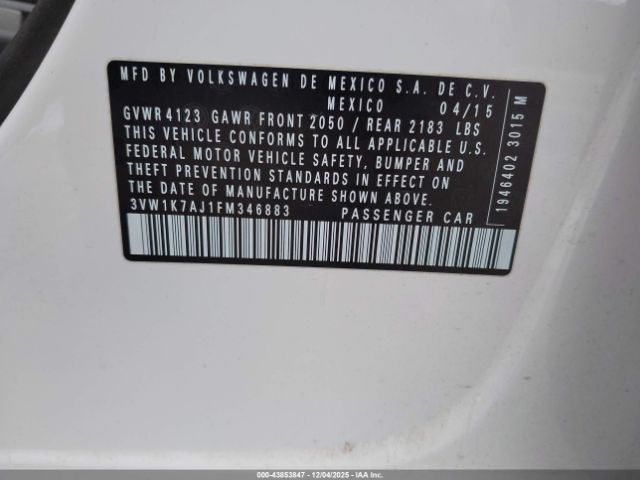 MFD BY VOLKSWAGEN DE MEXICO S.A. DE C.V.
MEXICO 04/15
GVWR 4123 GAWR FRONT 2050 / REAR 2183 LBS
THIS VEHICLE CONFORMS TO ALL APPLICABLE U.S.
FEDERAL MOTOR VEHICLE SAFETY, BUMPER AND
THEFT PREVENTION STANDARDS IN EFFECT ON
THE DATE OF MANUFACTURE SHOWN ABOVE.
3VW1K7AJ1FM346883 PASSENGER CAR
1946402 3015 M
000-43853847 - 12/04/2025 - IAA Inc.